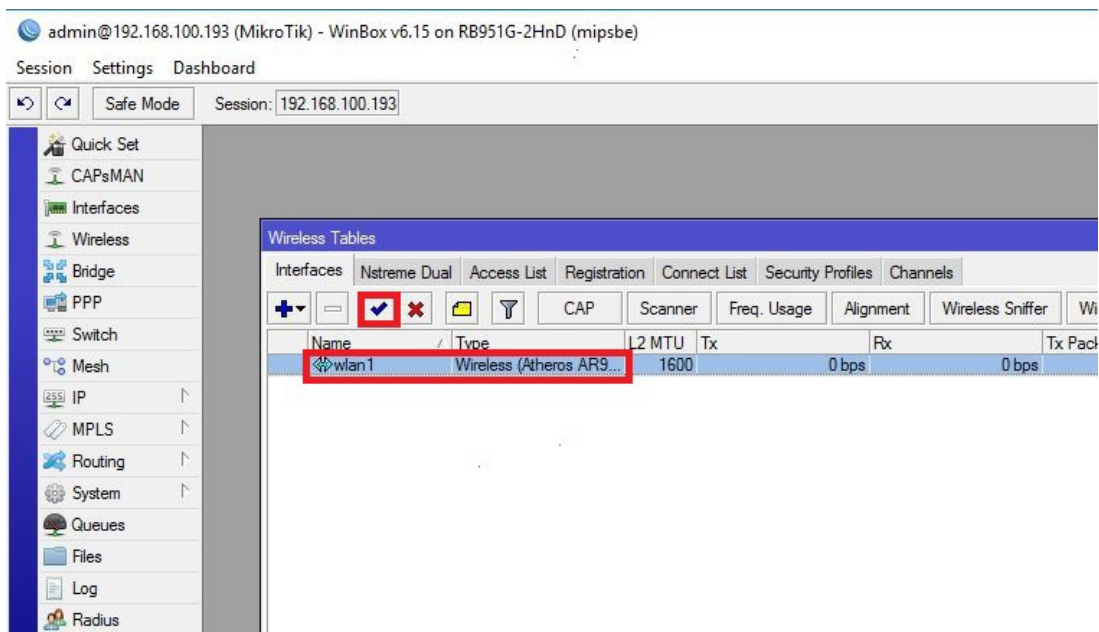 admin@192.168.100.193 (MikroTik) - WinBox v6.15 on RB951G-2HnD (mipsbe)
Session Settings Dashboard
Safe Mode Session: 192.168.100.193
Quick Set
CAPsMAN
Interfaces
Wireless
Bridge
PPP
Switch
Mesh
255 IP
MPLS
Routing
System
Queues
Files
Log
Radius
Wireless Tables
Interfaces Nstreme Dual Access List Registration Connect List Security Profiles Channels
CAP Scanner Freq. Usage Alignment Wireless Sniffer Wi
Name / Type L2 MTU Tx Rx Tx Pack
wlan1 Wireless (Atheros AR9... 1600 0 bps 0 bps